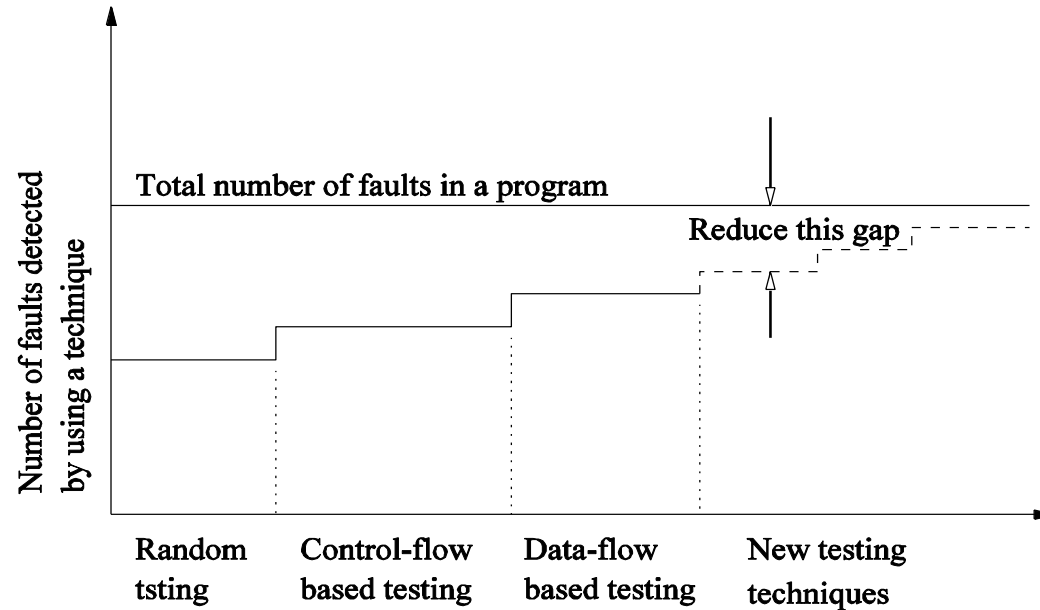 Number of faults detected
by using a technique
Total number of faults in a program
Reduce this gap
Random
tsting
Control-flow
based testing
Data-flow
based testing
New testing
techniques